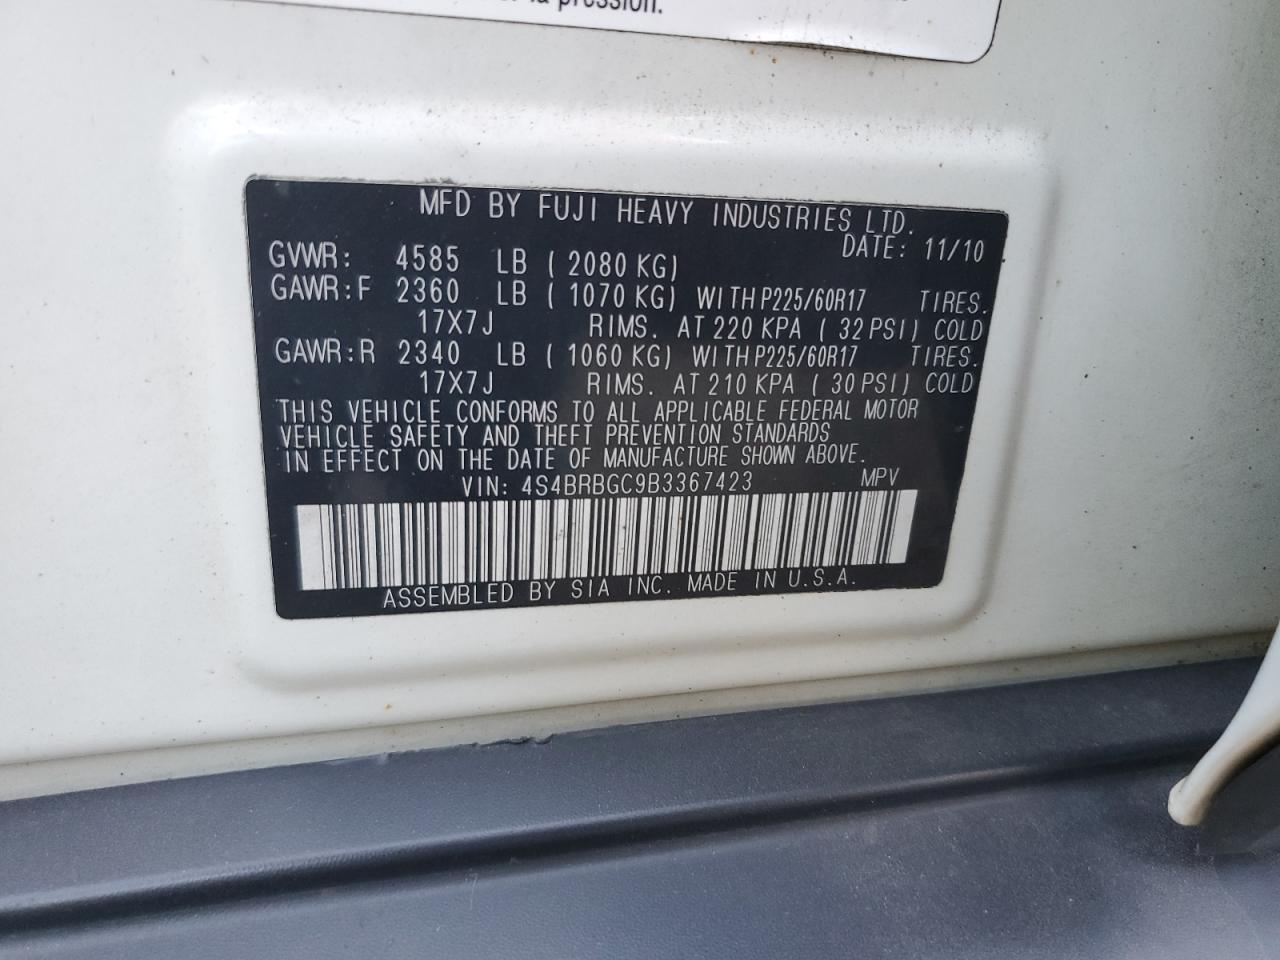 la pression.
MFD BY FUJI HEAVY INDUSTRIES LTD.
DATE: 11/10
GVWR: 4585 LB ( 2080 KG)
GAWR:F 2360 LB ( 1070 KG) WITH P225/60R17 TIRES.
17X7J RIMS. AT 220 KPA ( 32 PSI) COLD
GAWR:R 2340 LB ( 1060 KG) WITH P225/60R17 TIRES.
17X7J RIMS. AT 210 KPA ( 30 PSI) COLD
THIS VEHICLE CONFORMS TO ALL APPLICABLE FEDERAL MOTOR
VEHICLE SAFETY AND THEFT PREVENTION STANDARDS
IN EFFECT ON THE DATE OF MANUFACTURE SHOWN ABOVE.
VIN: 4S4BRBGC9B3367423 MPV
ASSEMBLED BY SIA INC. MADE IN U.S.A.